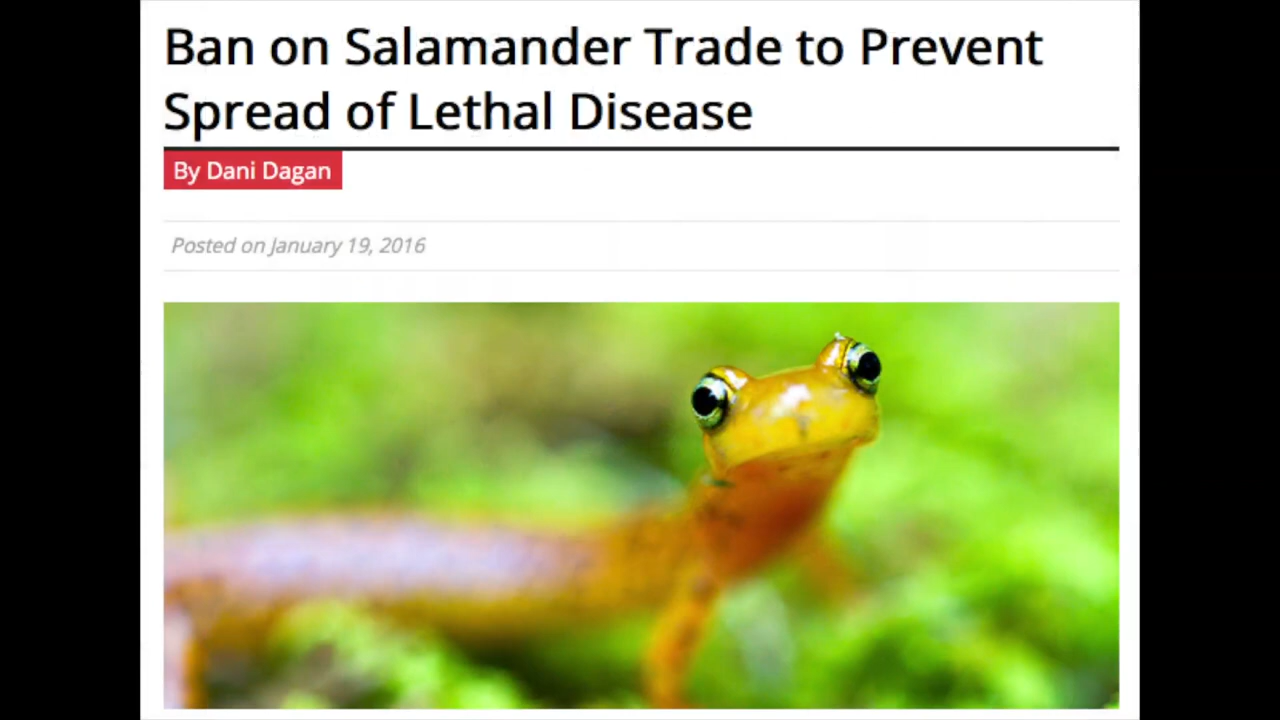 Ban on Salamander Trade to Prevent
Spread of Lethal Disease
By Dani Dagan
Posted on January 19, 2016